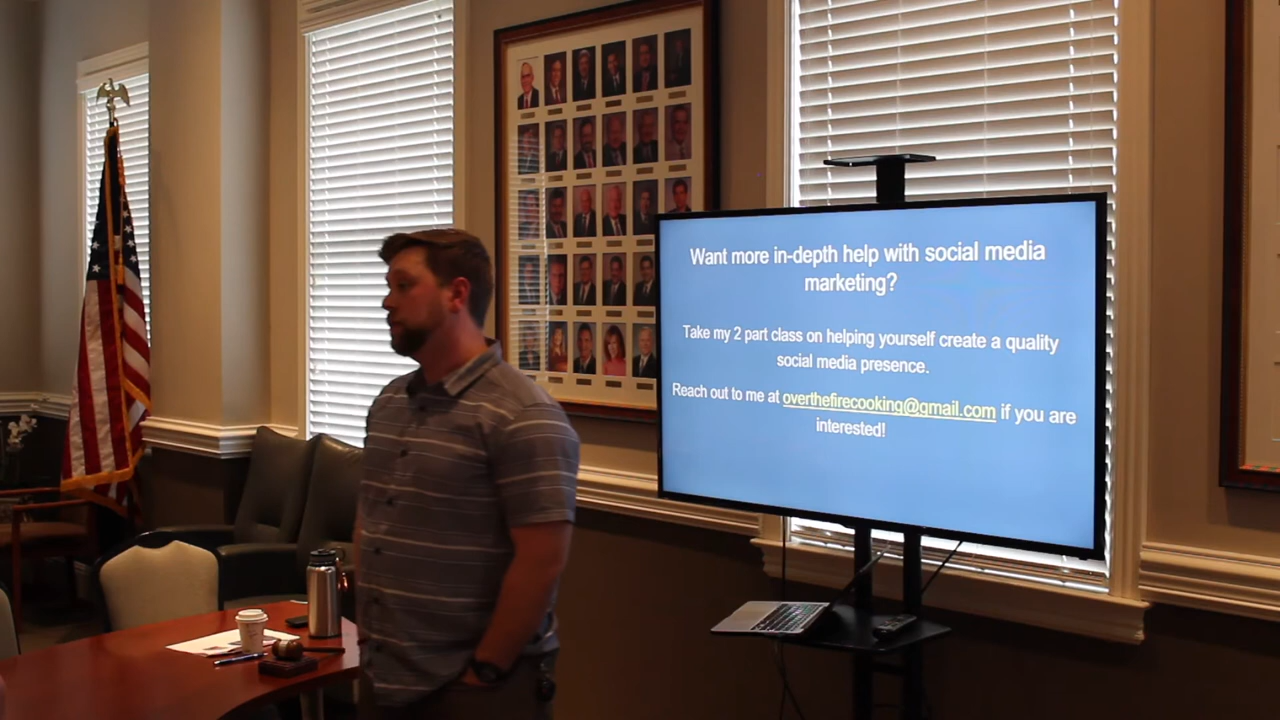 Want more in-depth help with social media
marketing?
Take my 2 part class on helping yourself create a quality
social media presence.
Reach out to me at overthefirecooking@gmail.com if you are
interested!